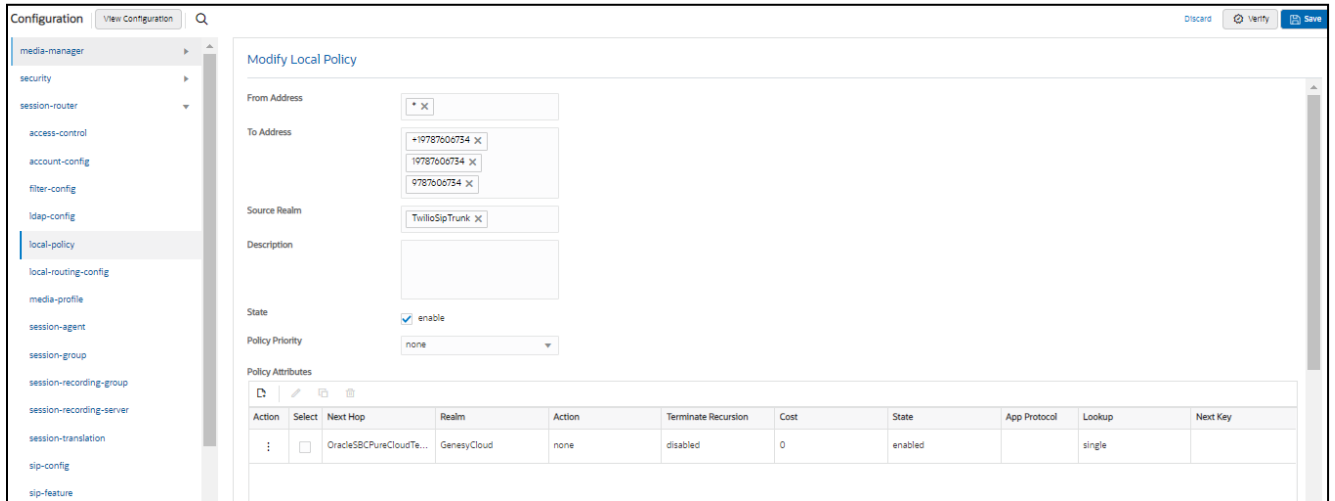 Configuration View Configuration Discard Verify Save
media-manager
security
session-router
access-control
account-config
filter-config
ldap-config
local-policy
local-routing-config
media-profile
session-agent
session-group
session-recording-group
session-recording-server
session-translation
sip-config
sip-feature
Modify Local Policy
From Address
*
To Address
+19787606734
19787606734
9787606734
Source Realm
TwilioSipTrunk
Description
State
enable
Policy Priority
none
Policy Attributes
Action Select Next Hop Realm Action Terminate Recursion Cost State App Protocol Lookup Next Key
OracleSBCPureCloudTe... GenesyCloud none disabled 0 enabled single